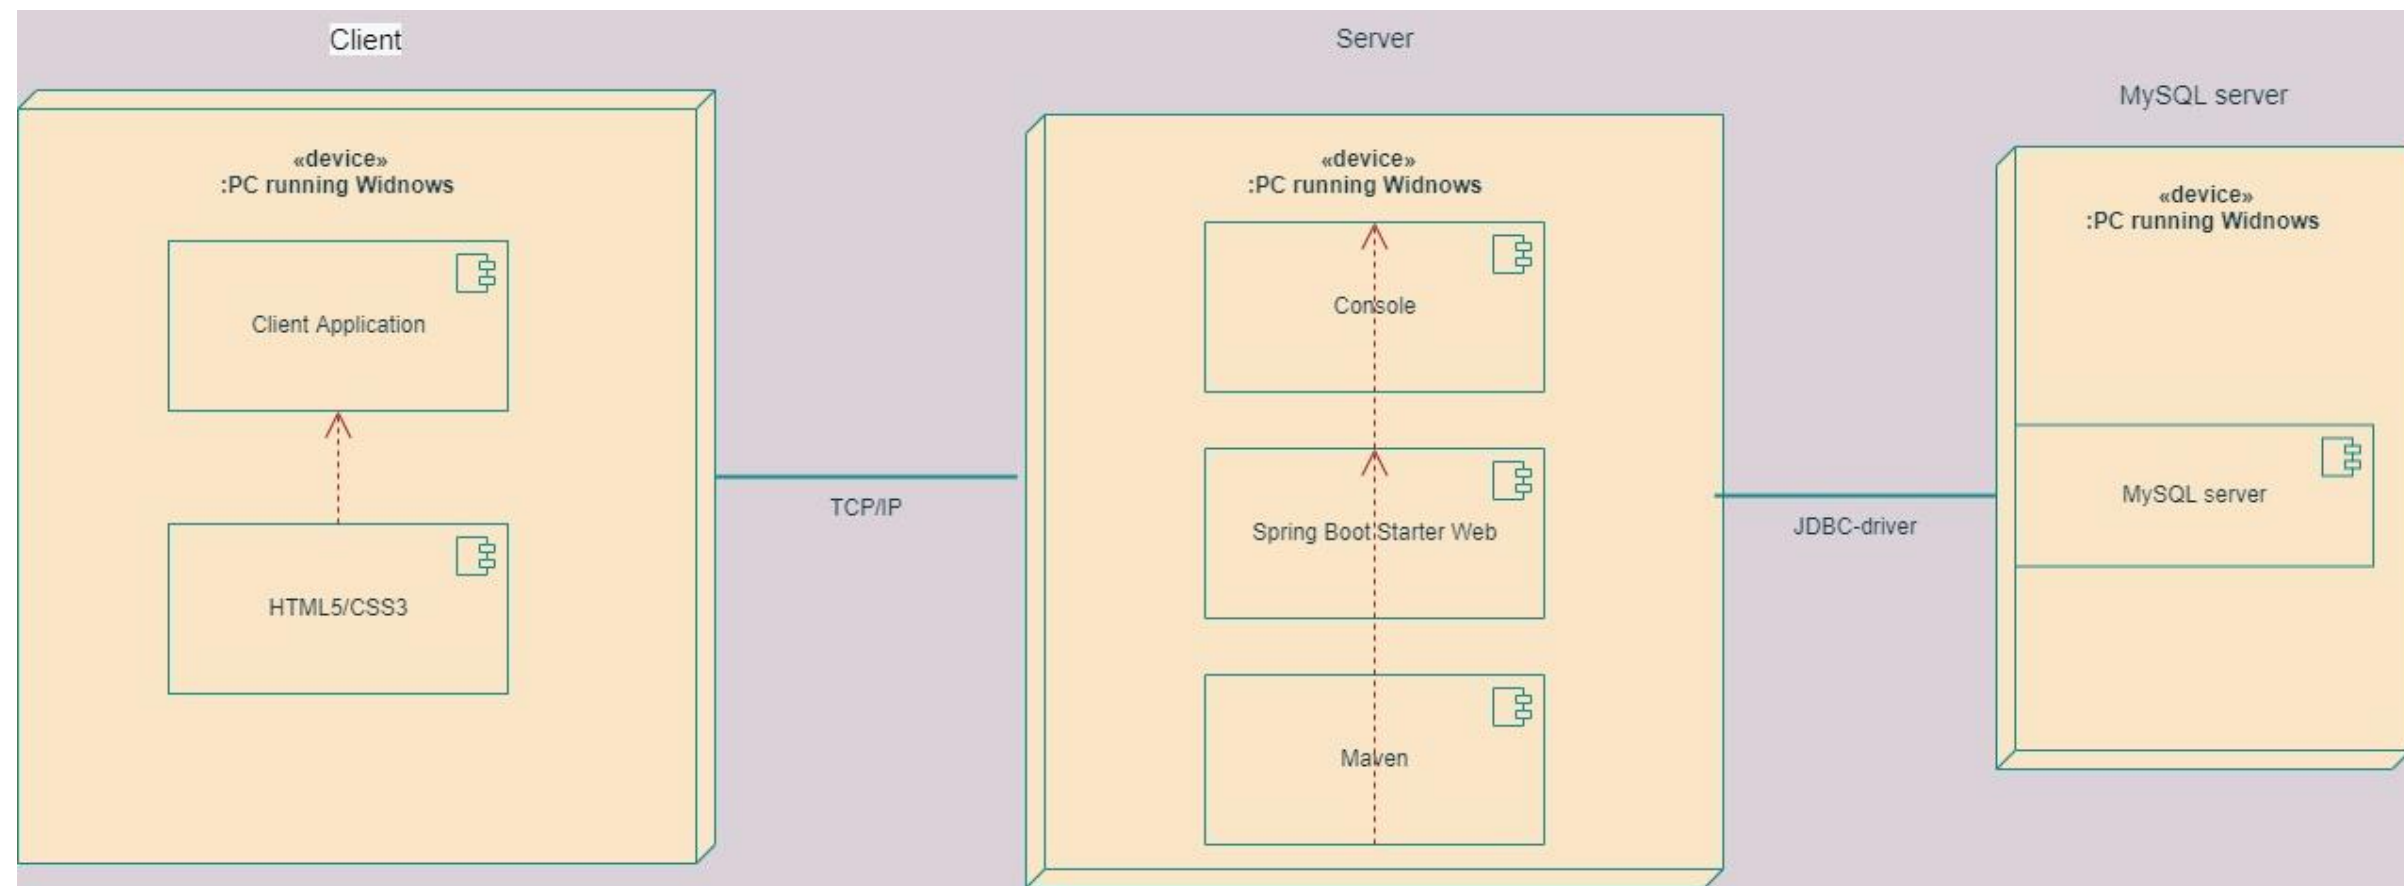 Client
«device»
:PC running Widnows
Client Application
HTML5/CSS3
TCP/IP
Server
«device»
:PC running Widnows
Console
Spring Boot Starter Web
Maven
JDBC-driver
MySQL server
«device»
:PC running Widnows
MySQL server